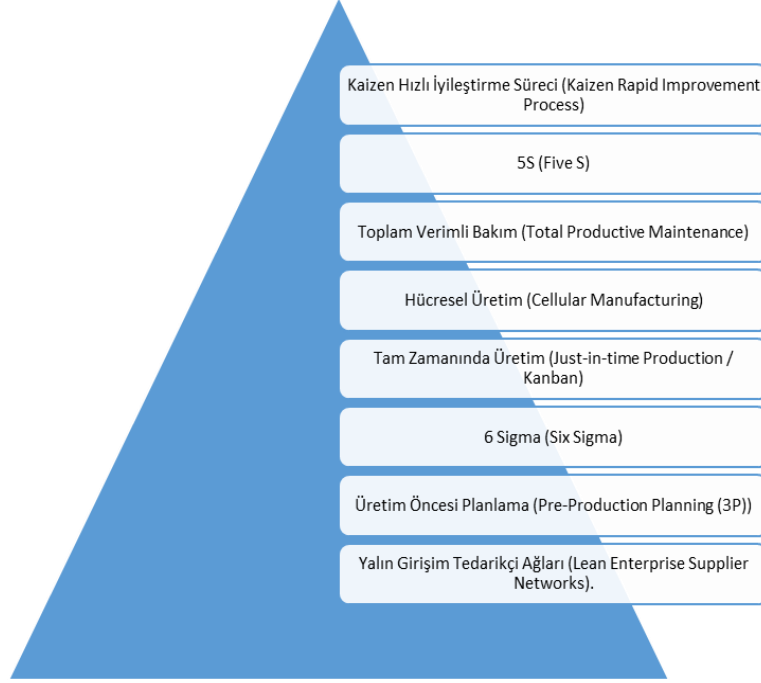 Kaizen Hızlı İyileştirme Süreci (Kaizen Rapid Improvement
Process)
5S (Five S)
Toplam Verimli Bakım (Total Productive Maintenance)
Hücresel Üretim (Cellular Manufacturing)
Tam Zamanında Üretim (Just-in-time Production /
Kanban)
6 Sigma (Six Sigma)
Üretim Öncesi Planlama (Pre-Production Planning (3P))
Yalın Girişim Tedarikçi Ağları (Lean Enterprise Supplier
Networks).